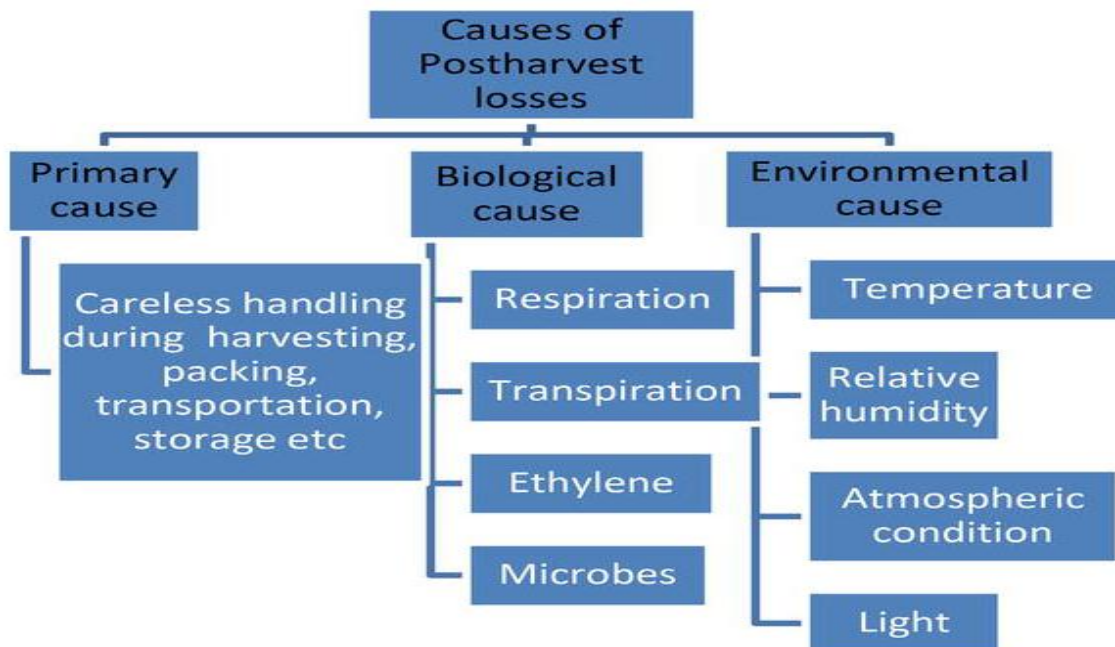 Causes of
Postharvest
losses
Primary
cause
Careless handling
during harvesting,
packing,
transportation,
storage etc
Biological
cause
Respiration
Transpiration
Ethylene
Microbes
Environmental
cause
Temperature
Relative
humidity
Atmospheric
condition
Light